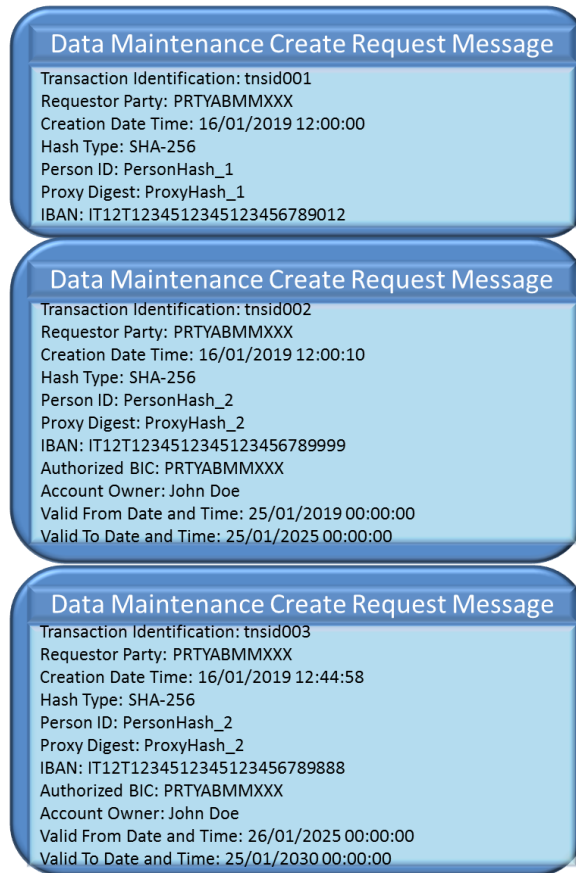 Data Maintenance Create Request Message
Transaction Identification: tnsid001
Requestor Party: PRTYABMMXXX
Creation Date Time: 16/01/2019 12:00:00
Hash Type: SHA-256
Person ID: PersonHash_1
Proxy Digest: ProxyHash_1
IBAN: IT12T1234512345123456789012
Data Maintenance Create Request Message
Transaction Identification: tnsid002
Requestor Party: PRTYABMMXXX
Creation Date Time: 16/01/2019 12:00:10
Hash Type: SHA-256
Person ID: PersonHash_2
Proxy Digest: ProxyHash_2
IBAN: IT12T1234512345123456789999
Authorized BIC: PRTYABMMXXX
Account Owner: John Doe
Valid From Date and Time: 25/01/2019 00:00:00
Valid To Date and Time: 25/01/2025 00:00:00
Data Maintenance Create Request Message
Transaction Identification: tnsid003
Requestor Party: PRTYABMMXXX
Creation Date Time: 16/01/2019 12:44:58
Hash Type: SHA-256
Person ID: PersonHash_2
Proxy Digest: ProxyHash_2
IBAN: IT12T1234512345123456789888
Authorized BIC: PRTYABMMXXX
Account Owner: John Doe
Valid From Date and Time: 26/01/2025 00:00:00
Valid To Date and Time: 25/01/2030 00:00:00